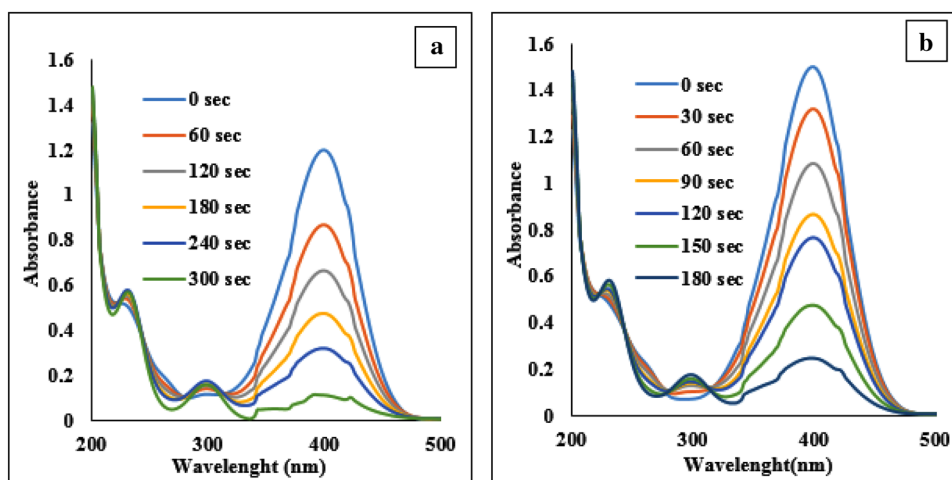 a
Absorbance
1.6
1.4
1.2
1
0.8
0.6
0.4
0.2
0
0 sec
60 sec
120 sec
180 sec
240 sec
300 sec
200
300
400
500
Wavelenght (nm)
b
Absorbance
1.6
1.4
1.2
1
0.8
0.6
0.4
0.2
0
0 sec
30 sec
60 sec
90 sec
120 sec
150 sec
180 sec
200
300
400
500
Wavelenght(nm)